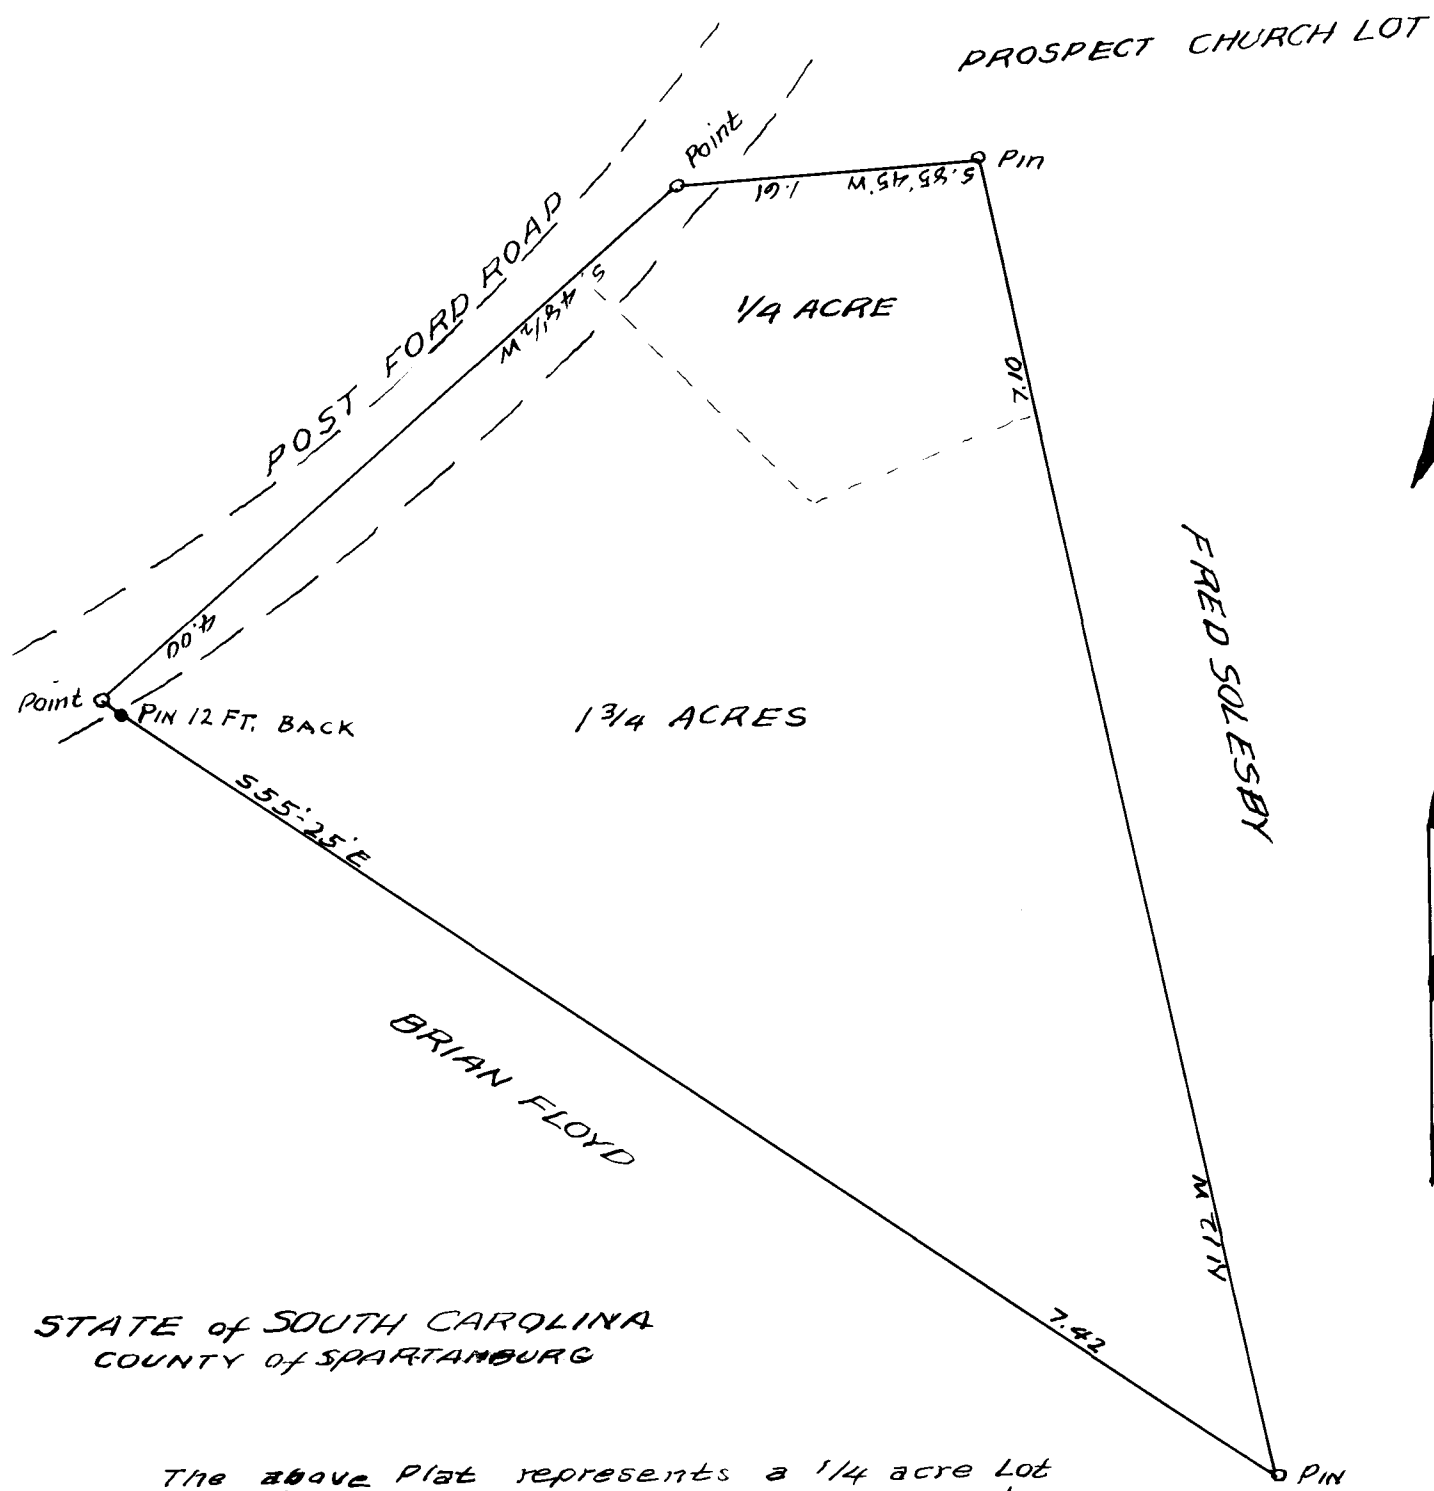 PROSPECT CHURCH LOT
Point
Pin
S.85°45'W 1.61
POST FORD ROAD
S. 48 1/2 W
1/4 ACRE
7.10
4.00
FRED SOLESBY
Point
PIN 12 FT. BACK
1 3/4 ACRES
S 55°-25' E
BRIAN FLOYD
N 12 W
7.42
STATE of SOUTH CAROLINA
COUNTY of SPARTANBURG
The above Plat represents a 1/4 acre Lot
PIN